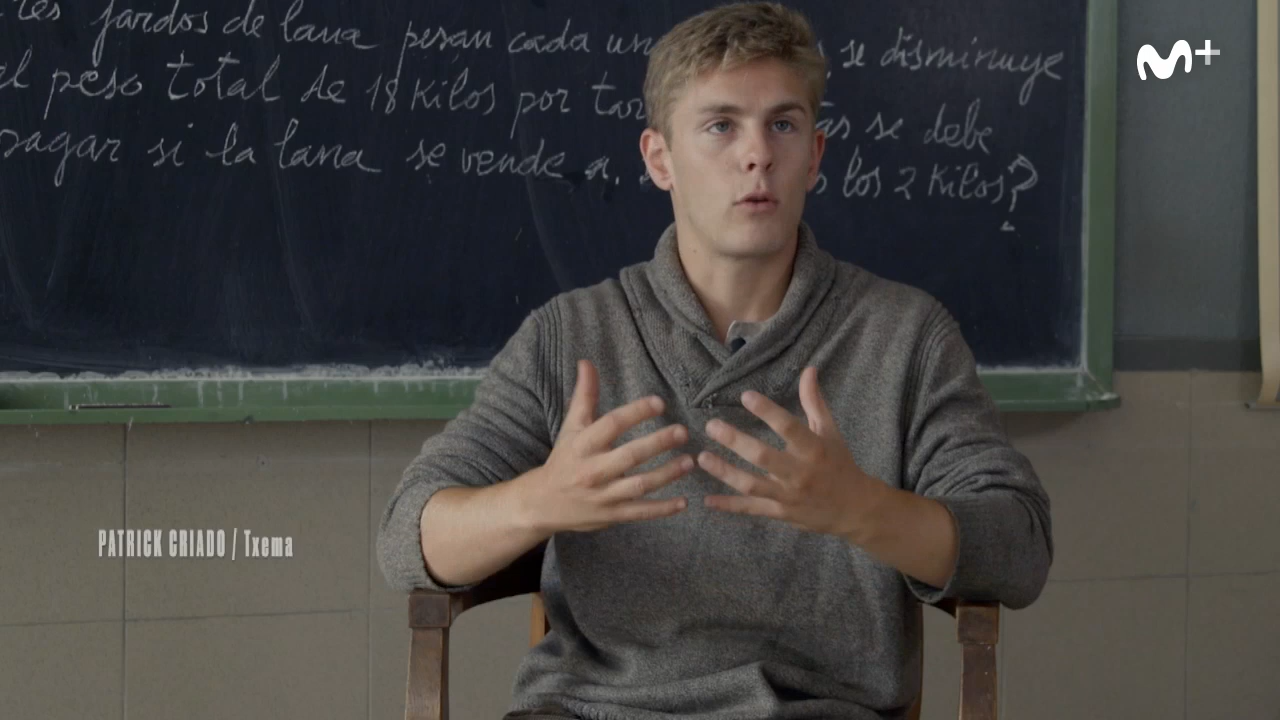 fardos de lana pesan cada un se disminuye
el peso total de 18 Kilos por tar se debe
pagar si la lana se vende a los 2 Kilos?
M+
PATRICK CRIADO / Txema